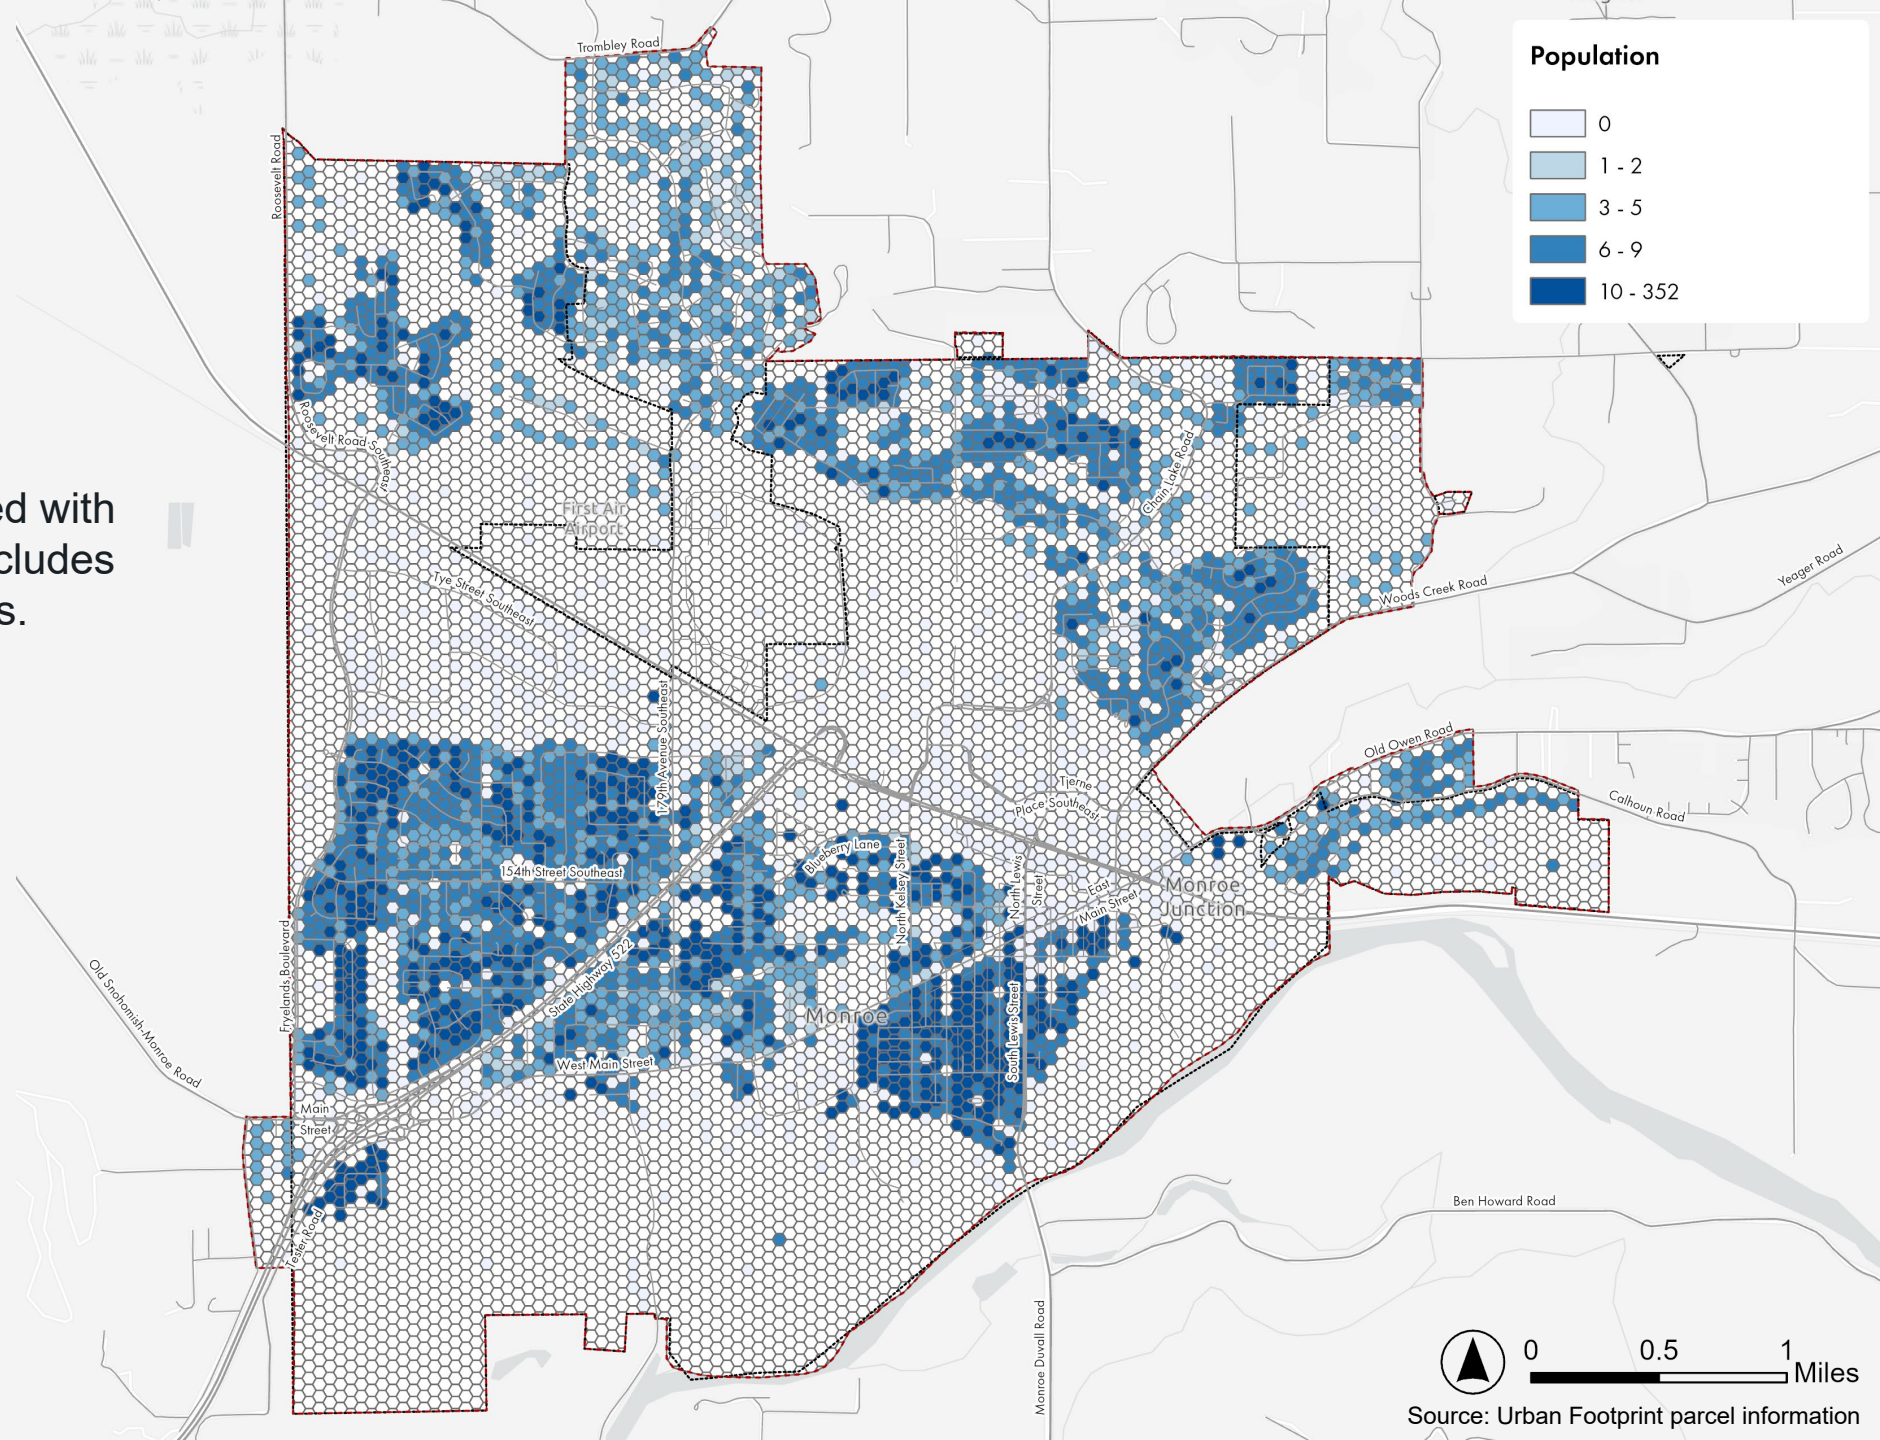 Population
0
1 - 2
3 - 5
6 - 9
10 - 352
Trombley Road
Roosevelt Road
ed with
cludes
s.
Roosevelt Road Southeast
First Air
Airport
Tye Street Southeast
Chain Lake Road
Woods Creek Road
Yeager Road
179th Avenue Southeast
Old Owen Road
Calhoun Road
Tjerne
Place Southeast
Blueberry Lane
154th Street Southeast
North Kelsey Street
North Lewis
Street
East
Main Street
Monroe
Junction
Fryelands Boulevard
State Highway 522
Old Snohomish-Monroe Road
Monroe
South Lewis Street
West Main Street
Main
Street
Tester Road
Ben Howard Road
Monroe Duvall Road
0 0.5 1
Miles
Source: Urban Footprint parcel information